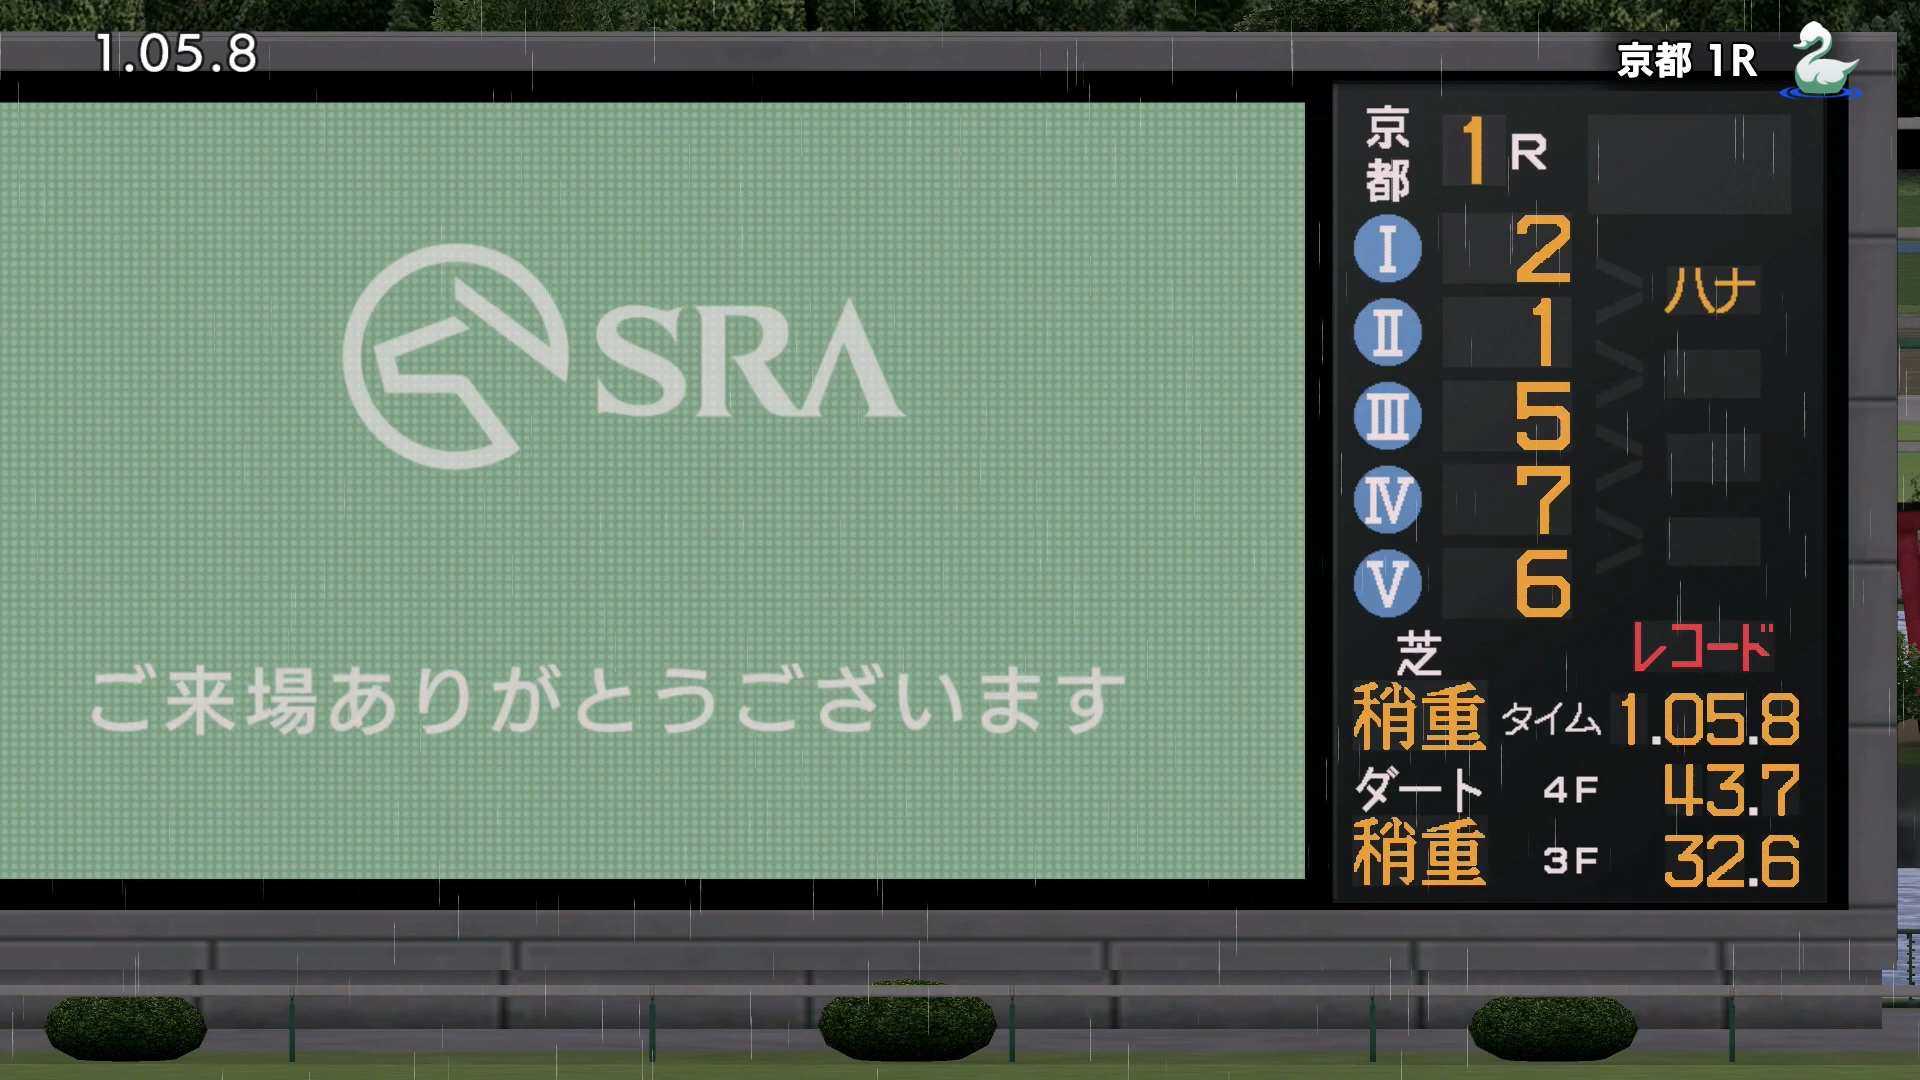 1.05.8
京都 1R
SRA
ご来場ありがとうございます
京都 1 R
Ⅰ 2
ハナ
Ⅱ 1
Ⅲ 5
Ⅳ 7
Ⅴ 6
芝 レコード
稍重 タイム 1.05.8
ダート 4F 43.7
稍重 3F 32.6